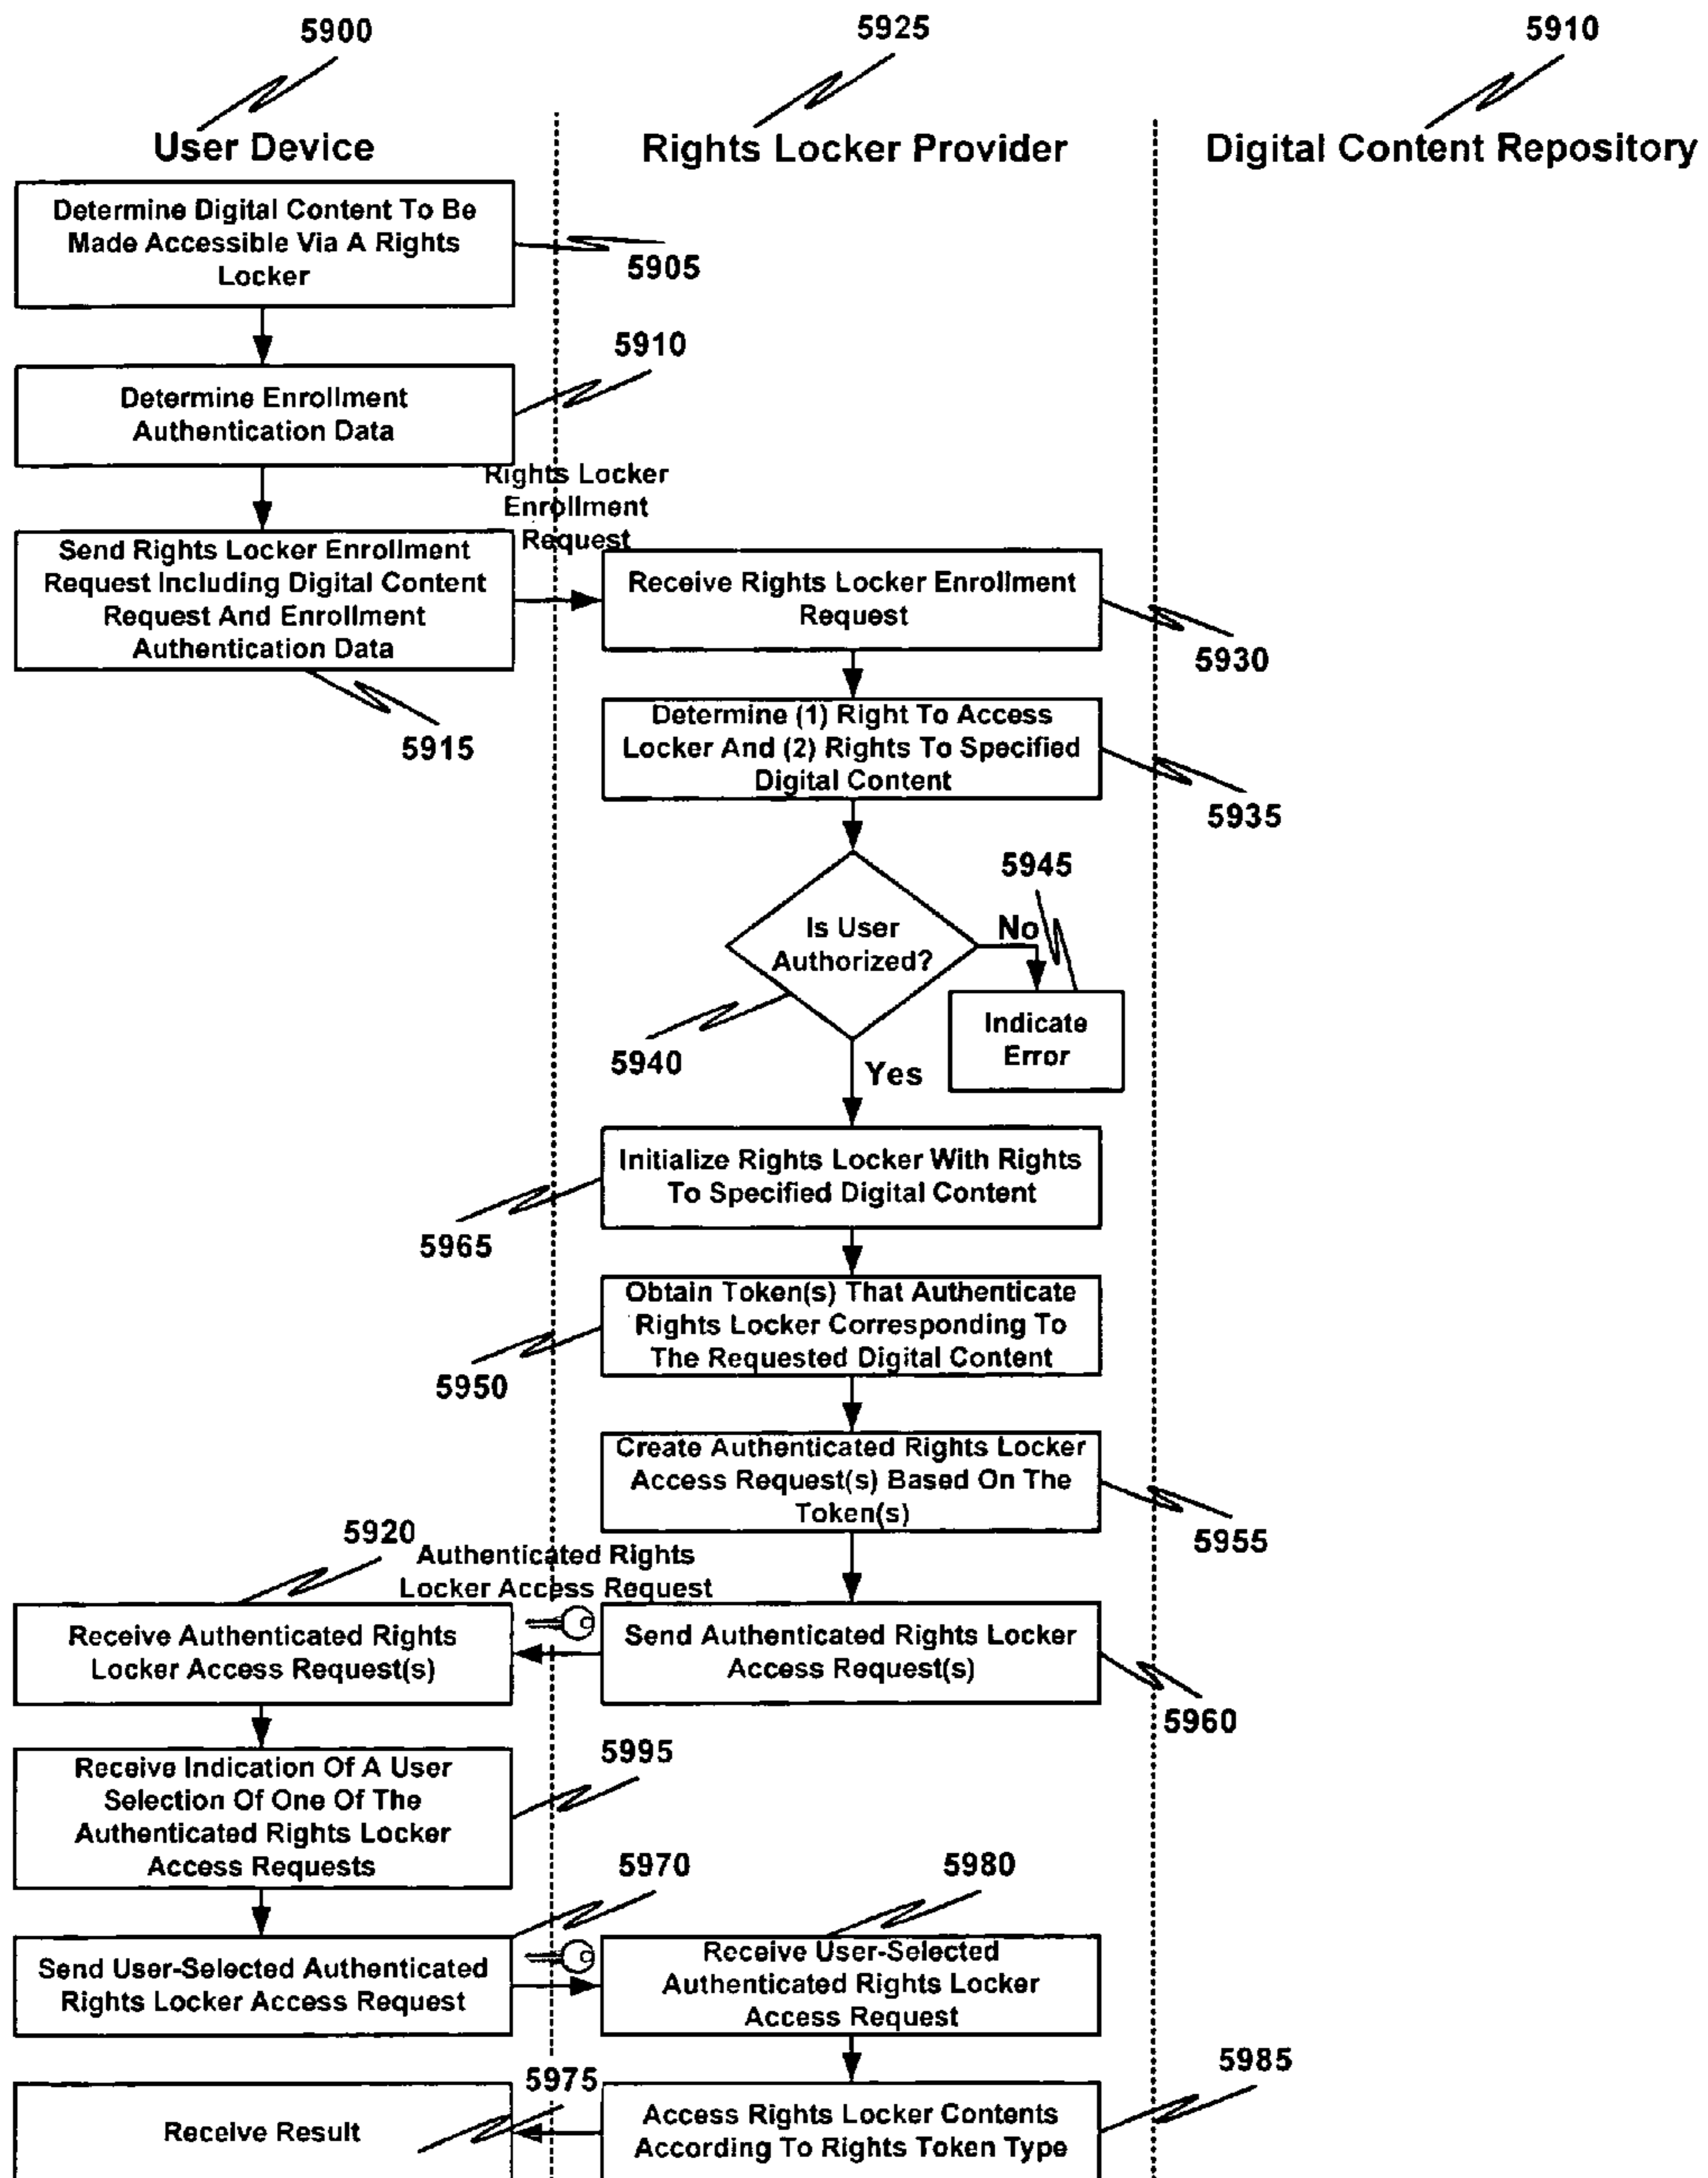 5900
5925
5910
User Device
Rights Locker Provider
Digital Content Repository
Determine Digital Content To Be
Made Accessible Via A Rights
Locker
5905
5910
Determine Enrollment
Authentication Data
Rights Locker
Enrollment
Request
Send Rights Locker Enrollment
Request Including Digital Content
Request And Enrollment
Authentication Data
5915
Receive Rights Locker Enrollment
Request
5930
Determine (1) Right To Access
Locker And (2) Rights To Specified
Digital Content
5935
5945
Is User
Authorized?
No
5940
Indicate
Error
Yes
Initialize Rights Locker With Rights
To Specified Digital Content
5965
Obtain Token(s) That Authenticate
Rights Locker Corresponding To
The Requested Digital Content
5950
Create Authenticated Rights Locker
Access Request(s) Based On The
Token(s)
5955
5920
Authenticated Rights
Locker Access Request
Receive Authenticated Rights
Locker Access Request(s)
Send Authenticated Rights Locker
Access Request(s)
5960
5995
Receive Indication Of A User
Selection Of One Of The
Authenticated Rights Locker
Access Requests
5970
5980
Send User-Selected Authenticated
Rights Locker Access Request
Receive User-Selected
Authenticated Rights Locker
Access Request
5975
5985
Receive Result
Access Rights Locker Contents
According To Rights Token Type